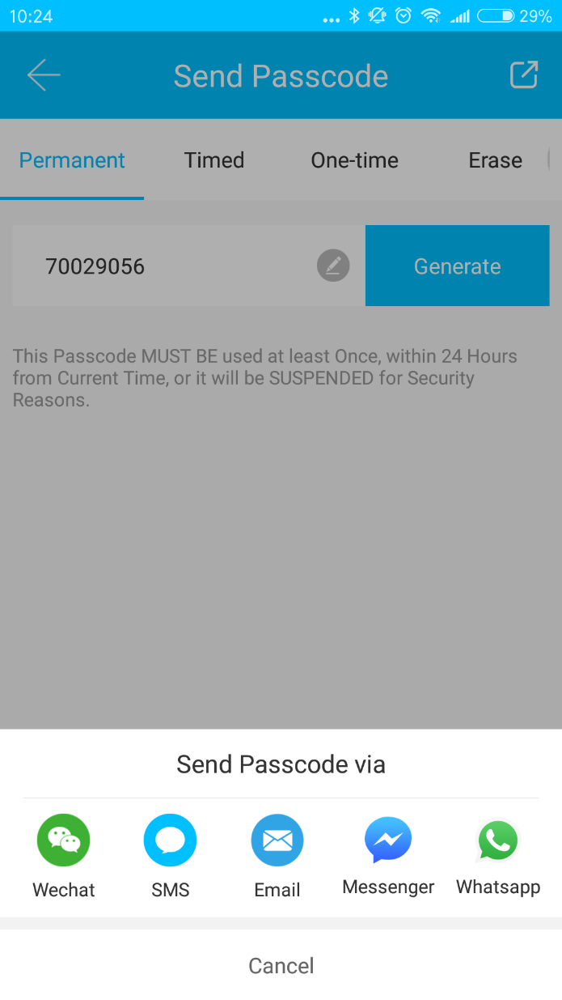 10:24
29%
Send Passcode
Permanent Timed One-time Erase
70029056
Generate
This Passcode MUST BE used at least Once, within 24 Hours
from Current Time, or it will be SUSPENDED for Security
Reasons.
Send Passcode via
Wechat SMS Email Messenger Whatsapp
Cancel